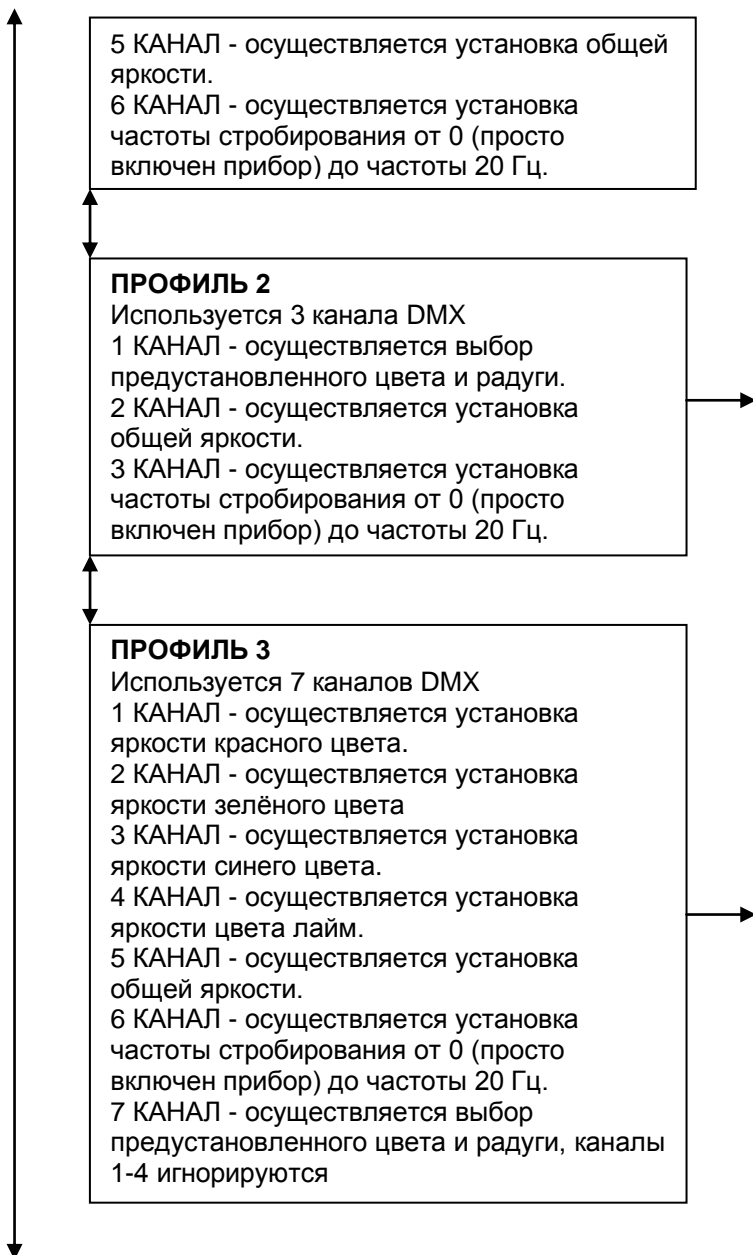 5 КАНАЛ - осуществляется установка общей
яркости.
6 КАНАЛ - осуществляется установка
частоты стробирования от 0 (просто
включен прибор) до частоты 20 Гц.
ПРОФИЛЬ 2
Используется 3 канала DMX
1 КАНАЛ - осуществляется выбор
предустановленного цвета и радуги.
2 КАНАЛ - осуществляется установка
общей яркости.
3 КАНАЛ - осуществляется установка
частоты стробирования от 0 (просто
включен прибор) до частоты 20 Гц.
ПРОФИЛЬ 3
Используется 7 каналов DMX
1 КАНАЛ - осуществляется установка
яркости красного цвета.
2 КАНАЛ - осуществляется установка
яркости зелёного цвета
3 КАНАЛ - осуществляется установка
яркости синего цвета.
4 КАНАЛ - осуществляется установка
яркости цвета лайм.
5 КАНАЛ - осуществляется установка
общей яркости.
6 КАНАЛ - осуществляется установка
частоты стробирования от 0 (просто
включен прибор) до частоты 20 Гц.
7 КАНАЛ - осуществляется выбор
предустановленного цвета и радуги, каналы
1-4 игнорируются